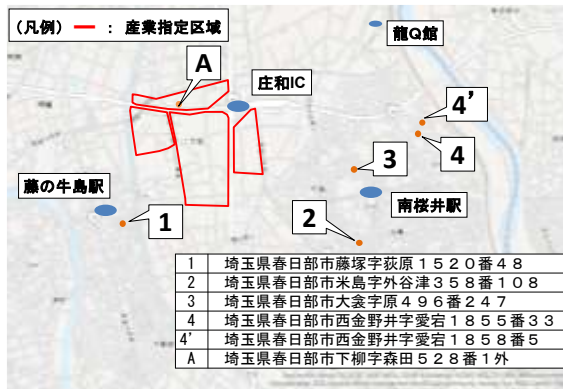 (凡例) ― : 産業指定区域
龍Q館
A
庄和IC
4'
4
3
藤の牛島駅
1
南桜井駅
2
1 埼玉県春日部市藤塚字荻原1520番48
2 埼玉県春日部市米島字外谷津358番108
3 埼玉県春日部市大衾字原496番247
4 埼玉県春日部市西金野井字愛宕1855番33
4' 埼玉県春日部市西金野井字愛宕1858番5
A 埼玉県春日部市下柳字森田528番1外